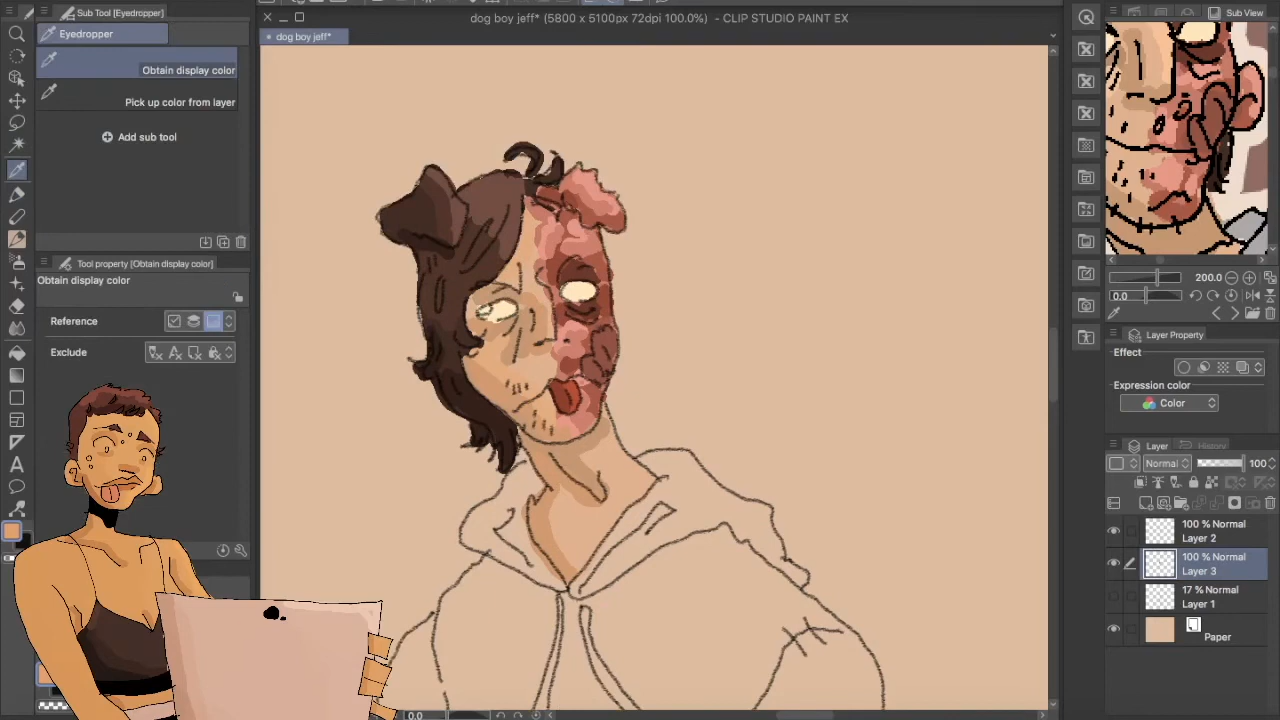 Sub Tool [Eyedropper]
Eyedropper
Obtain display color
Pick up color from layer
Add sub tool
Tool property [Obtain display color]
Obtain display color
Reference
Exclude
dog boy jeff* (5800 x 5100px 72dpi 100.0%) - CLIP STUDIO PAINT EX
dog boy jeff*
0.0
Sub View
200.0
0.0
Layer Property
Effect
Expression color
Color
Layer
History
Normal
100
100 % Normal
Layer 2
100 % Normal
Layer 3
17 % Normal
Layer 1
Paper